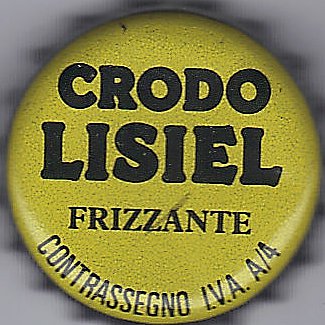 CRODO
LISIEL
FRIZZANTE
CONTRASSEGNO I.V.A. A/4